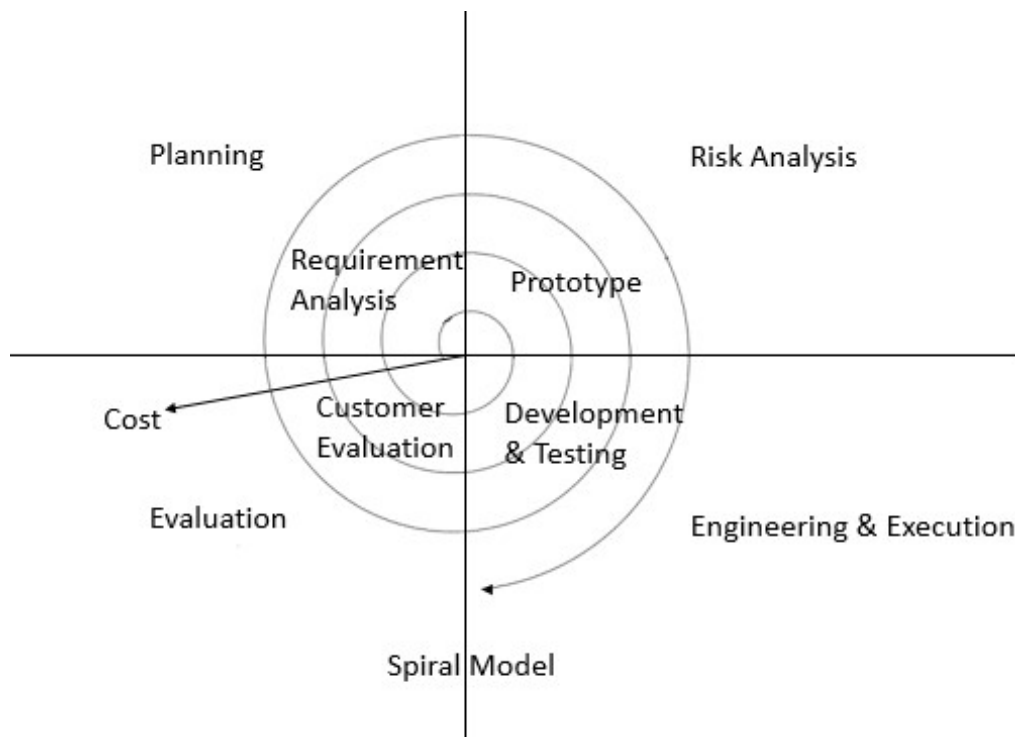 Planning
Risk Analysis
Requirement
Analysis
Prototype
Cost
Customer
Evaluation
Development
& Testing
Evaluation
Engineering & Execution
Spiral Model